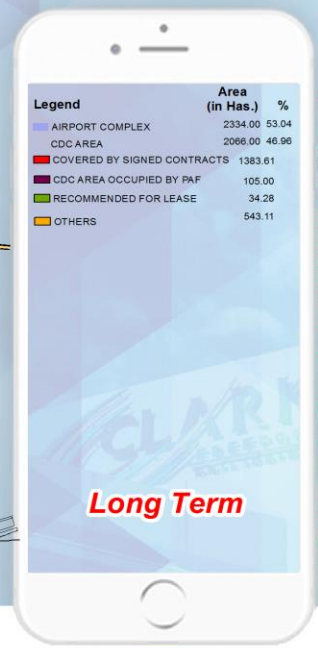 Legend Area (in Has.) %
AIRPORT COMPLEX 2334.00 53.04
CDC AREA 2066.00 46.96
COVERED BY SIGNED CONTRACTS 1383.61
CDC AREA OCCUPIED BY PAF 105.00
RECOMMENDED FOR LEASE 34.28
OTHERS 543.11
CLARK
Long Term